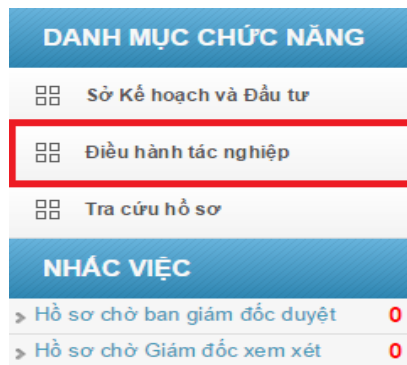 DANH MỤC CHỨC NĂNG
Sở Kế hoạch và Đầu tư
Điều hành tác nghiệp
Tra cứu hồ sơ
NHẮC VIỆC
Hồ sơ chờ ban giám đốc duyệt 0
Hồ sơ chờ Giám đốc xem xét 0